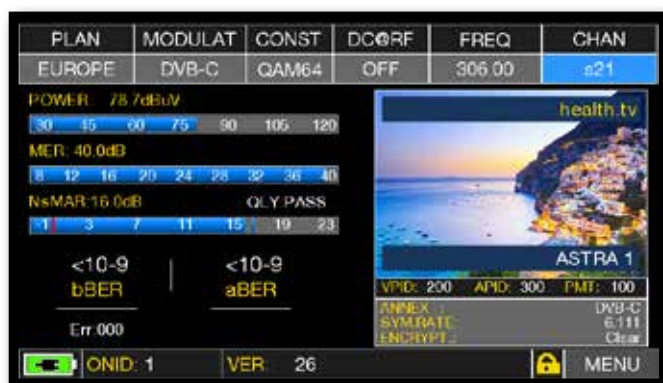 PLAN MODULAT CONST DC@RF FREQ CHAN
EUROPE DVB-C QAM64 OFF 306.00 s21
POWER: 78.7dBuV
30 45 60 75 90 105 120
MER: 40.0dB
8 12 16 20 24 28 32 36 40
NsMAR:16.0dB QLY:PASS
-1 3 7 11 15 19 23
<10-9 <10-9
bBER aBER
Err:000
health.tv
ASTRA 1
VPID: 200 APID: 300 PMT: 100
ANNEX : DVB-C
SYM.RATE: 6.111
ENCRYPT.: Clear
ONID: 1 VER: 26 MENU